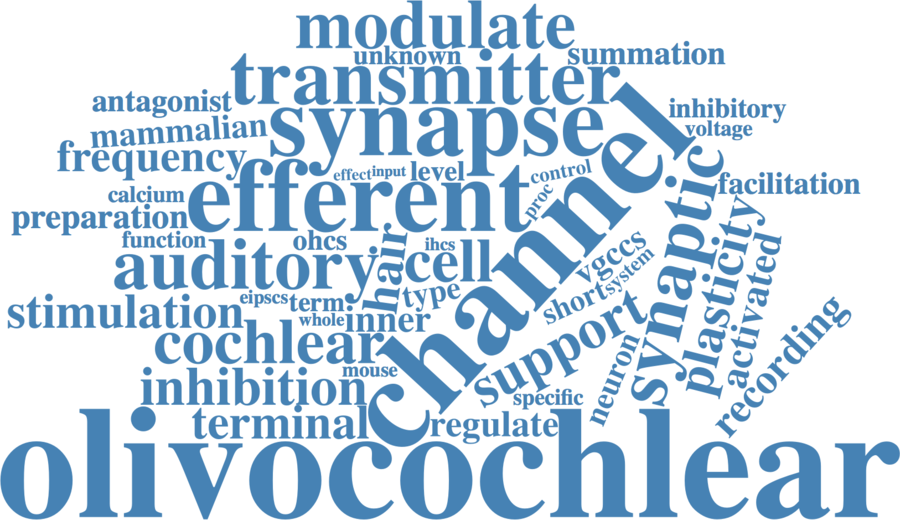 modulate
unknown
summation
transmitter
antagonist
inhibitory
synapse
voltage
mammalian
frequency
effect
input
level
control
proc
channel
calcium
efferent
facilitation
preparation
function
ohcs
ihcs
hair
vgccs
system
synaptic
plasticity
activated
auditory
cell
eipscs
term
type
short
stimulation
whole
inner
support
cochlear
mouse
neuron
recording
inhibition
specific
terminal
regulate
olivocochlear